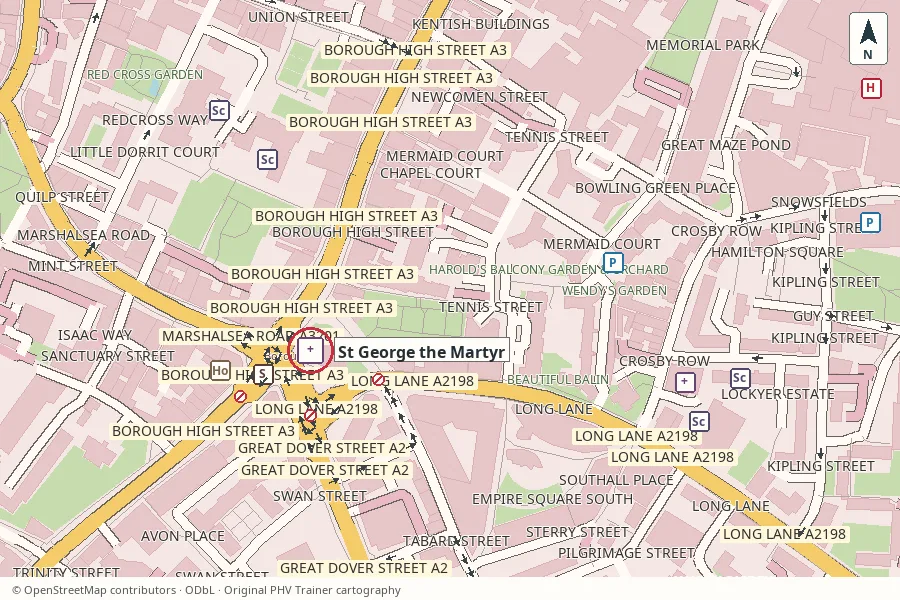 UNION STREET
KENTISH BUILDINGS
BOROUGH HIGH STREET A3
MEMORIAL PARK
N
RED CROSS GARDEN
BOROUGH HIGH STREET A3
H
NEWCOMEN STREET
Sc
REDCROSS WAY
BOROUGH HIGH STREET A3
TENNIS STREET
GREAT MAZE POND
LITTLE DORRIT COURT
Sc
MERMAID COURT
CHAPEL COURT
BOWLING GREEN PLACE
QUILP STREET
SNOWSFIELDS
BOROUGH HIGH STREET A3
P
MARSHALSEA ROAD
BOROUGH HIGH STREET
CROSBY ROW
KIPLING STREE
MERMAID COURT
HAMILTON SQUARE
MINT STREET
P
BOROUGH HIGH STREET A3
HAROLD'S BALCONY GARDEN
ORCHARD
KIPLING STREET
WENDY'S GARDEN
BOROUGH HIGH STREET A3
TENNIS STREET
GUY STREET
ISAAC WAY
MARSHALSEA ROAD A3201
KIPLING STREET
SANCTUARY STREET
St George the Martyr
CROSBY ROW
Ho
S
BOROUGH HIGH STREET A3
LONG LANE A2198
BEAUTIFUL BALIN
Sc
LOCKYER ESTATE
LONG LANE A2198
LONG LANE
Sc
BOROUGH HIGH STREET A3
LONG LANE A2198
GREAT DOVER STREET A2
LONG LANE A2198
GREAT DOVER STREET A2
KIPLING STREET
SOUTHALL PLACE
SWAN STREET
EMPIRE SQUARE SOUTH
LONG LANE
AVON PLACE
TABARD STREET
STERRY STREET
LONG LANE A2198
PILGRIMAGE STREET
TRINITY STREET
SWAN STREET
GREAT DOVER STREET A2
© OpenStreetMap contributors · ODbL · Original PHV Trainer cartography